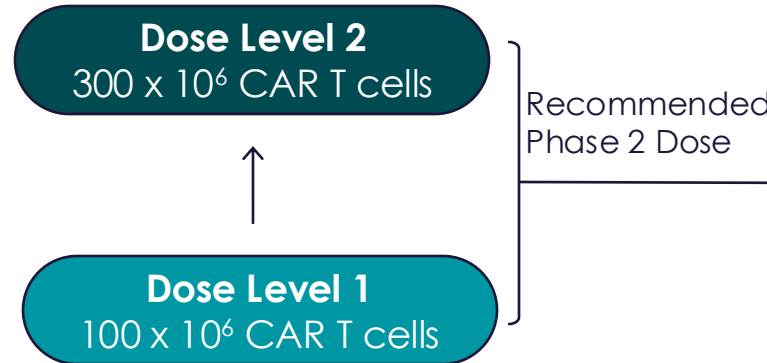 Dose Level 2
300 x 10⁶ CAR T cells
Recommended
Phase 2 Dose
Dose Level 1
100 x 10⁶ CAR T cells